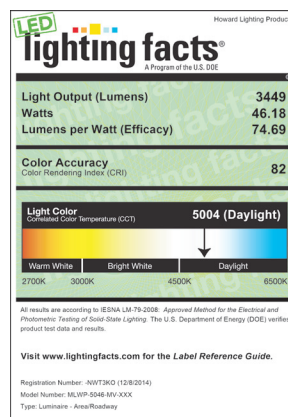 Howard Lighting Produc
LED
lighting facts®
A Program of the U.S. DOE
Light Output (Lumens) 3449
Watts 46.18
Lumens per Watt (Efficacy) 74.69
Color Accuracy 82
Color Rendering Index (CRI)
Light Color
Correlated Color Temperature (CCT) 5004 (Daylight)
Warm White Bright White Daylight
2700K 3000K 4500K 6500K
All results are according to IESNA LM-79-2008: Approved Method for the Electrical and
Photometric Testing of Solid-State Lighting. The U.S. Department of Energy (DOE) verifies
product test data and results.
Visit www.lightingfacts.com for the Label Reference Guide.
Registration Number: -NWT3KO (12/8/2014)
Model Number: MLWP-5046-MV-XXX
Type: Luminaire - Area/Roadway